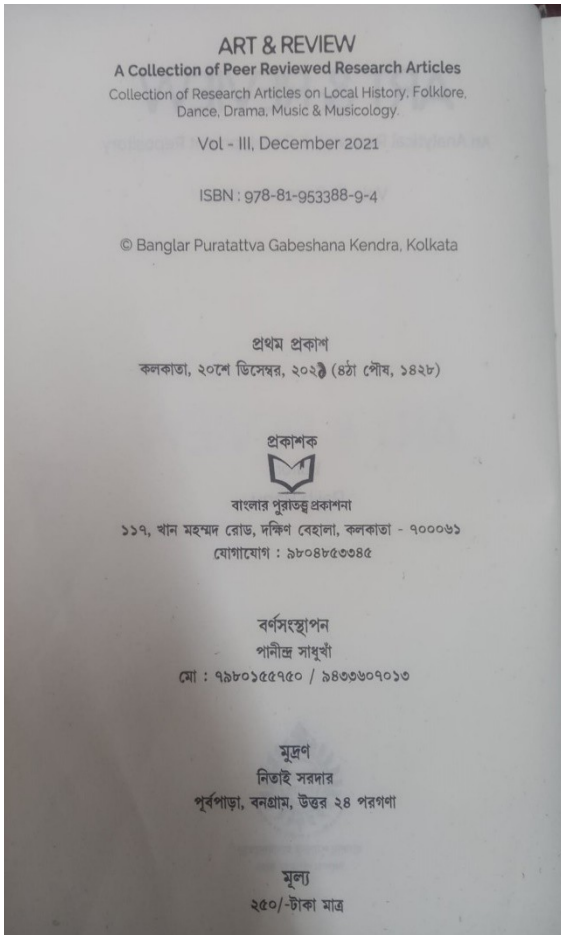 ART & REVIEW
A Collection of Peer Reviewed Research Articles
Collection of Research Articles on Local History, Folklore,
Dance, Drama, Music & Musicology.
Vol - III, December 2021
ISBN : 978-81-953388-9-4
© Banglar Puratattva Gabeshana Kendra, Kolkata
প্রথম প্রকাশ
কলকাতা, ২০শে ডিসেম্বর, ২০২১ (৪ঠা পৌষ, ১৪২৮)
প্রকাশক
বাংলার পুরাতত্ত্ব প্রকাশনা
১১৭, খান মহম্মদ রোড, দক্ষিণ বেহালা, কলকাতা - ৭০০০৬১
যোগাযোগ : ৯৮০৪৮৫৩৩৪৫
বর্ণসংস্থাপন
পানীন্দ্র সাধুখাঁ
মো : ৭৯৮০১৫৫৭৫০ / ৯৪৩৩৬০৭০১৩
মুদ্রণ
নিতাই সরদার
পূর্বপাড়া, বনগ্রাম, উত্তর ২৪ পরগণা
মূল্য
২৫০/-টাকা মাত্র